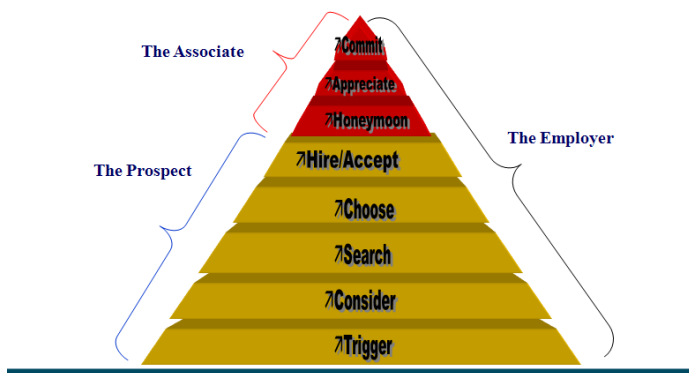 ↗Commit
The Associate
↗Appreciate
↗Honeymoon
The Employer
↗Hire/Accept
The Prospect
↗Choose
↗Search
↗Consider
↗Trigger